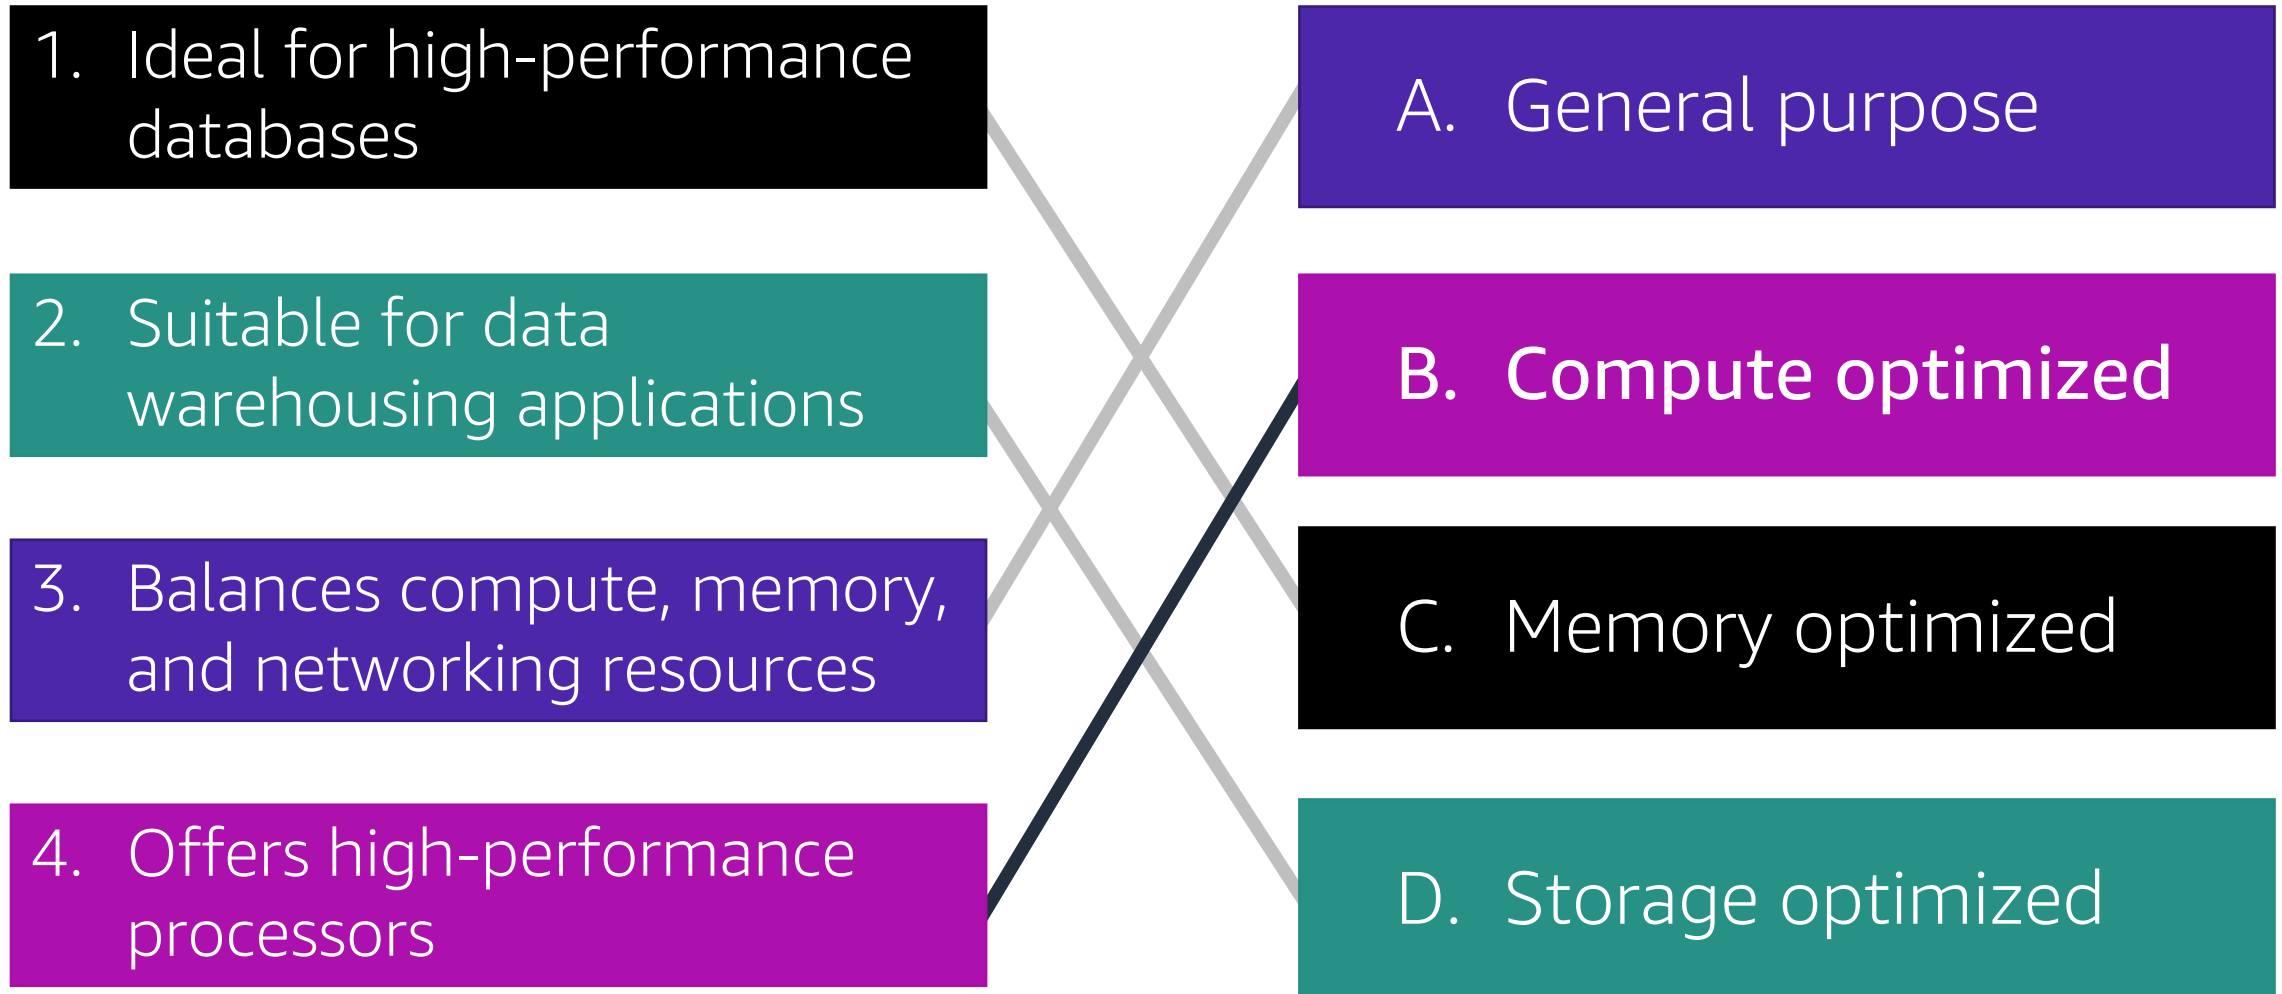 1. Ideal for high-performance
databases
2. Suitable for data
warehousing applications
3. Balances compute, memory,
and networking resources
4. Offers high-performance
processors
A. General purpose
B. Compute optimized
C. Memory optimized
D. Storage optimized